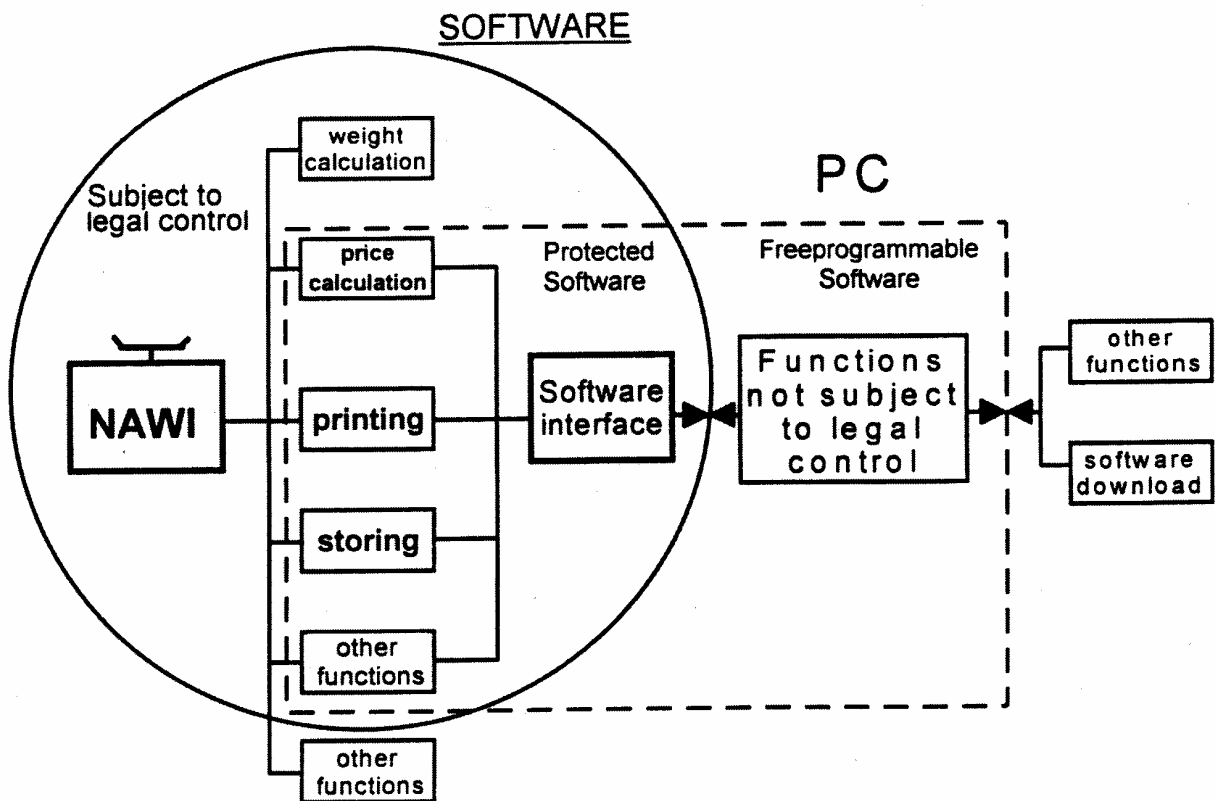 SOFTWARE
weight
calculation
Subject to
legal control
PC
price
calculation
Protected
Software
Freeprogrammable
Software
NAWI
printing
Software
interface
Functions
not subject
to legal
control
other
functions
software
download
storing
other
functions
other
functions